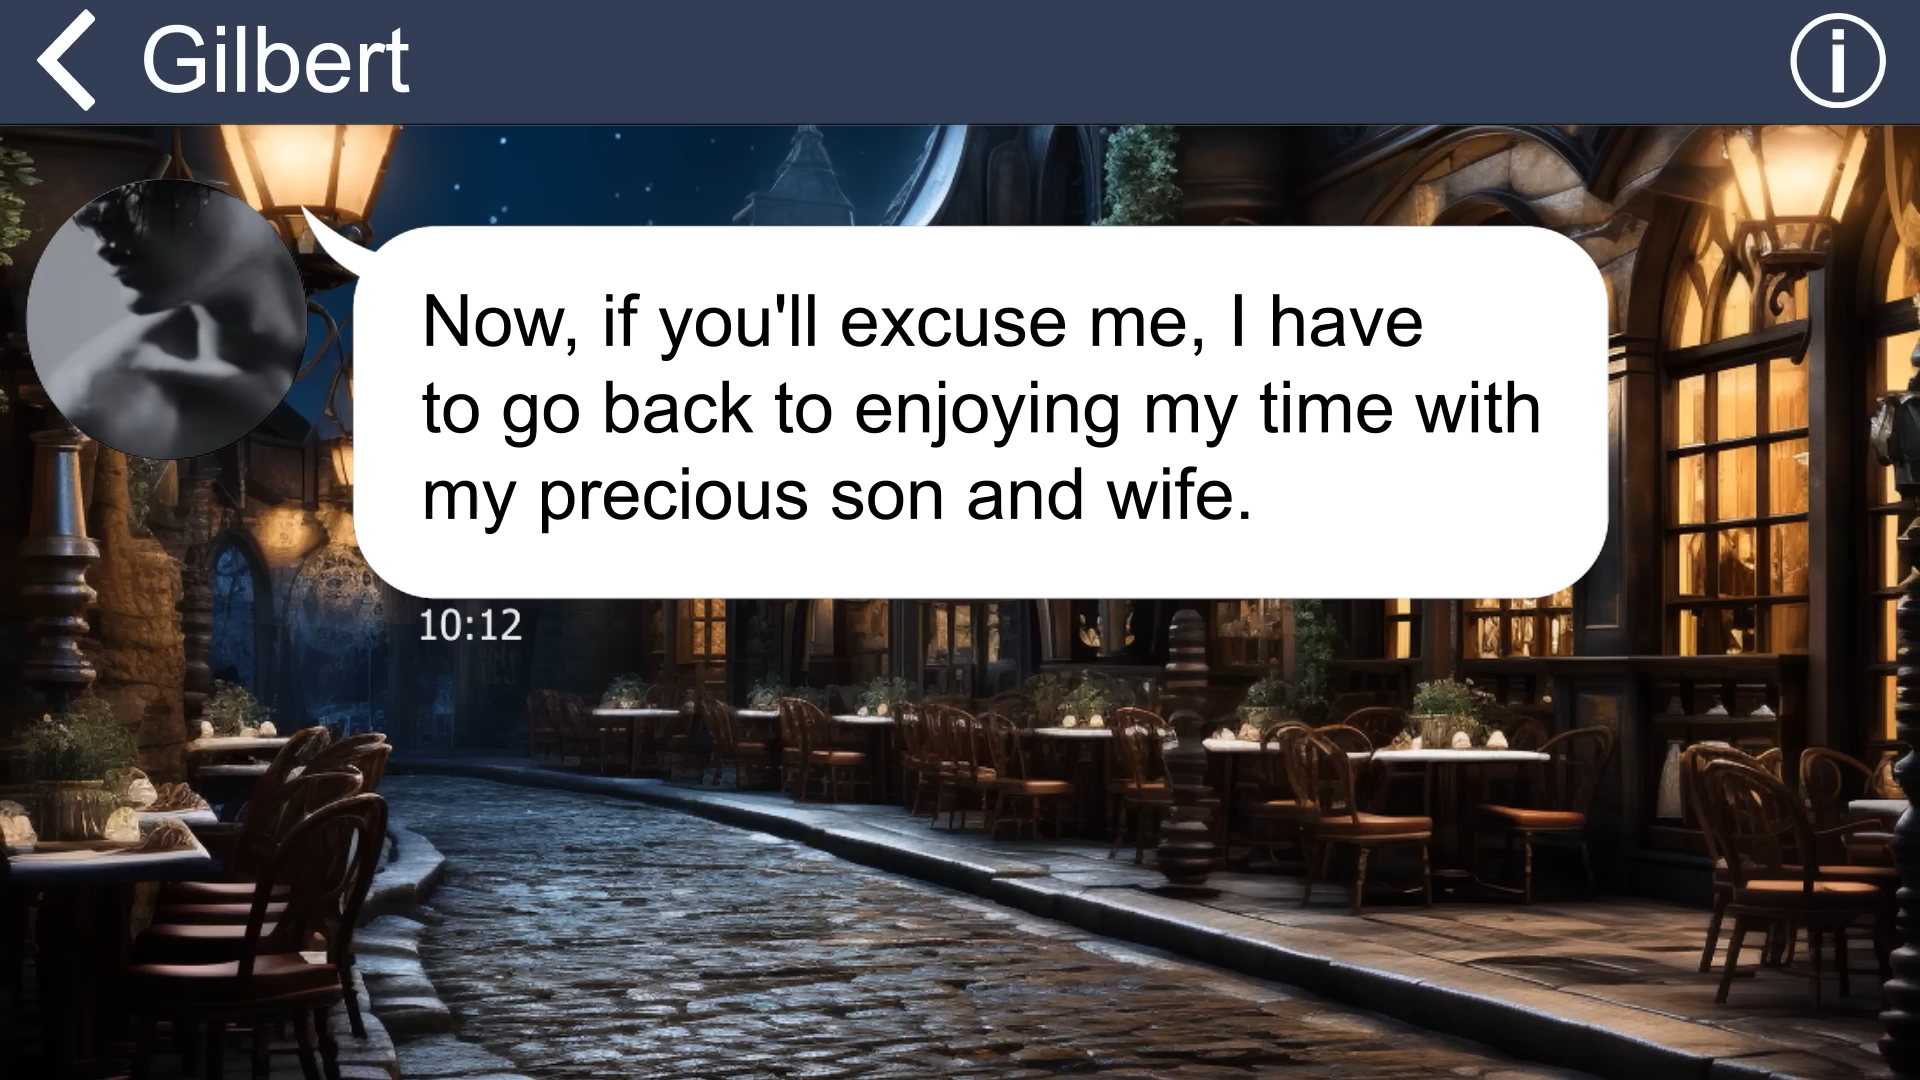 Gilbert
Now, if you'll excuse me, I have
to go back to enjoying my time with
my precious son and wife.
10:12